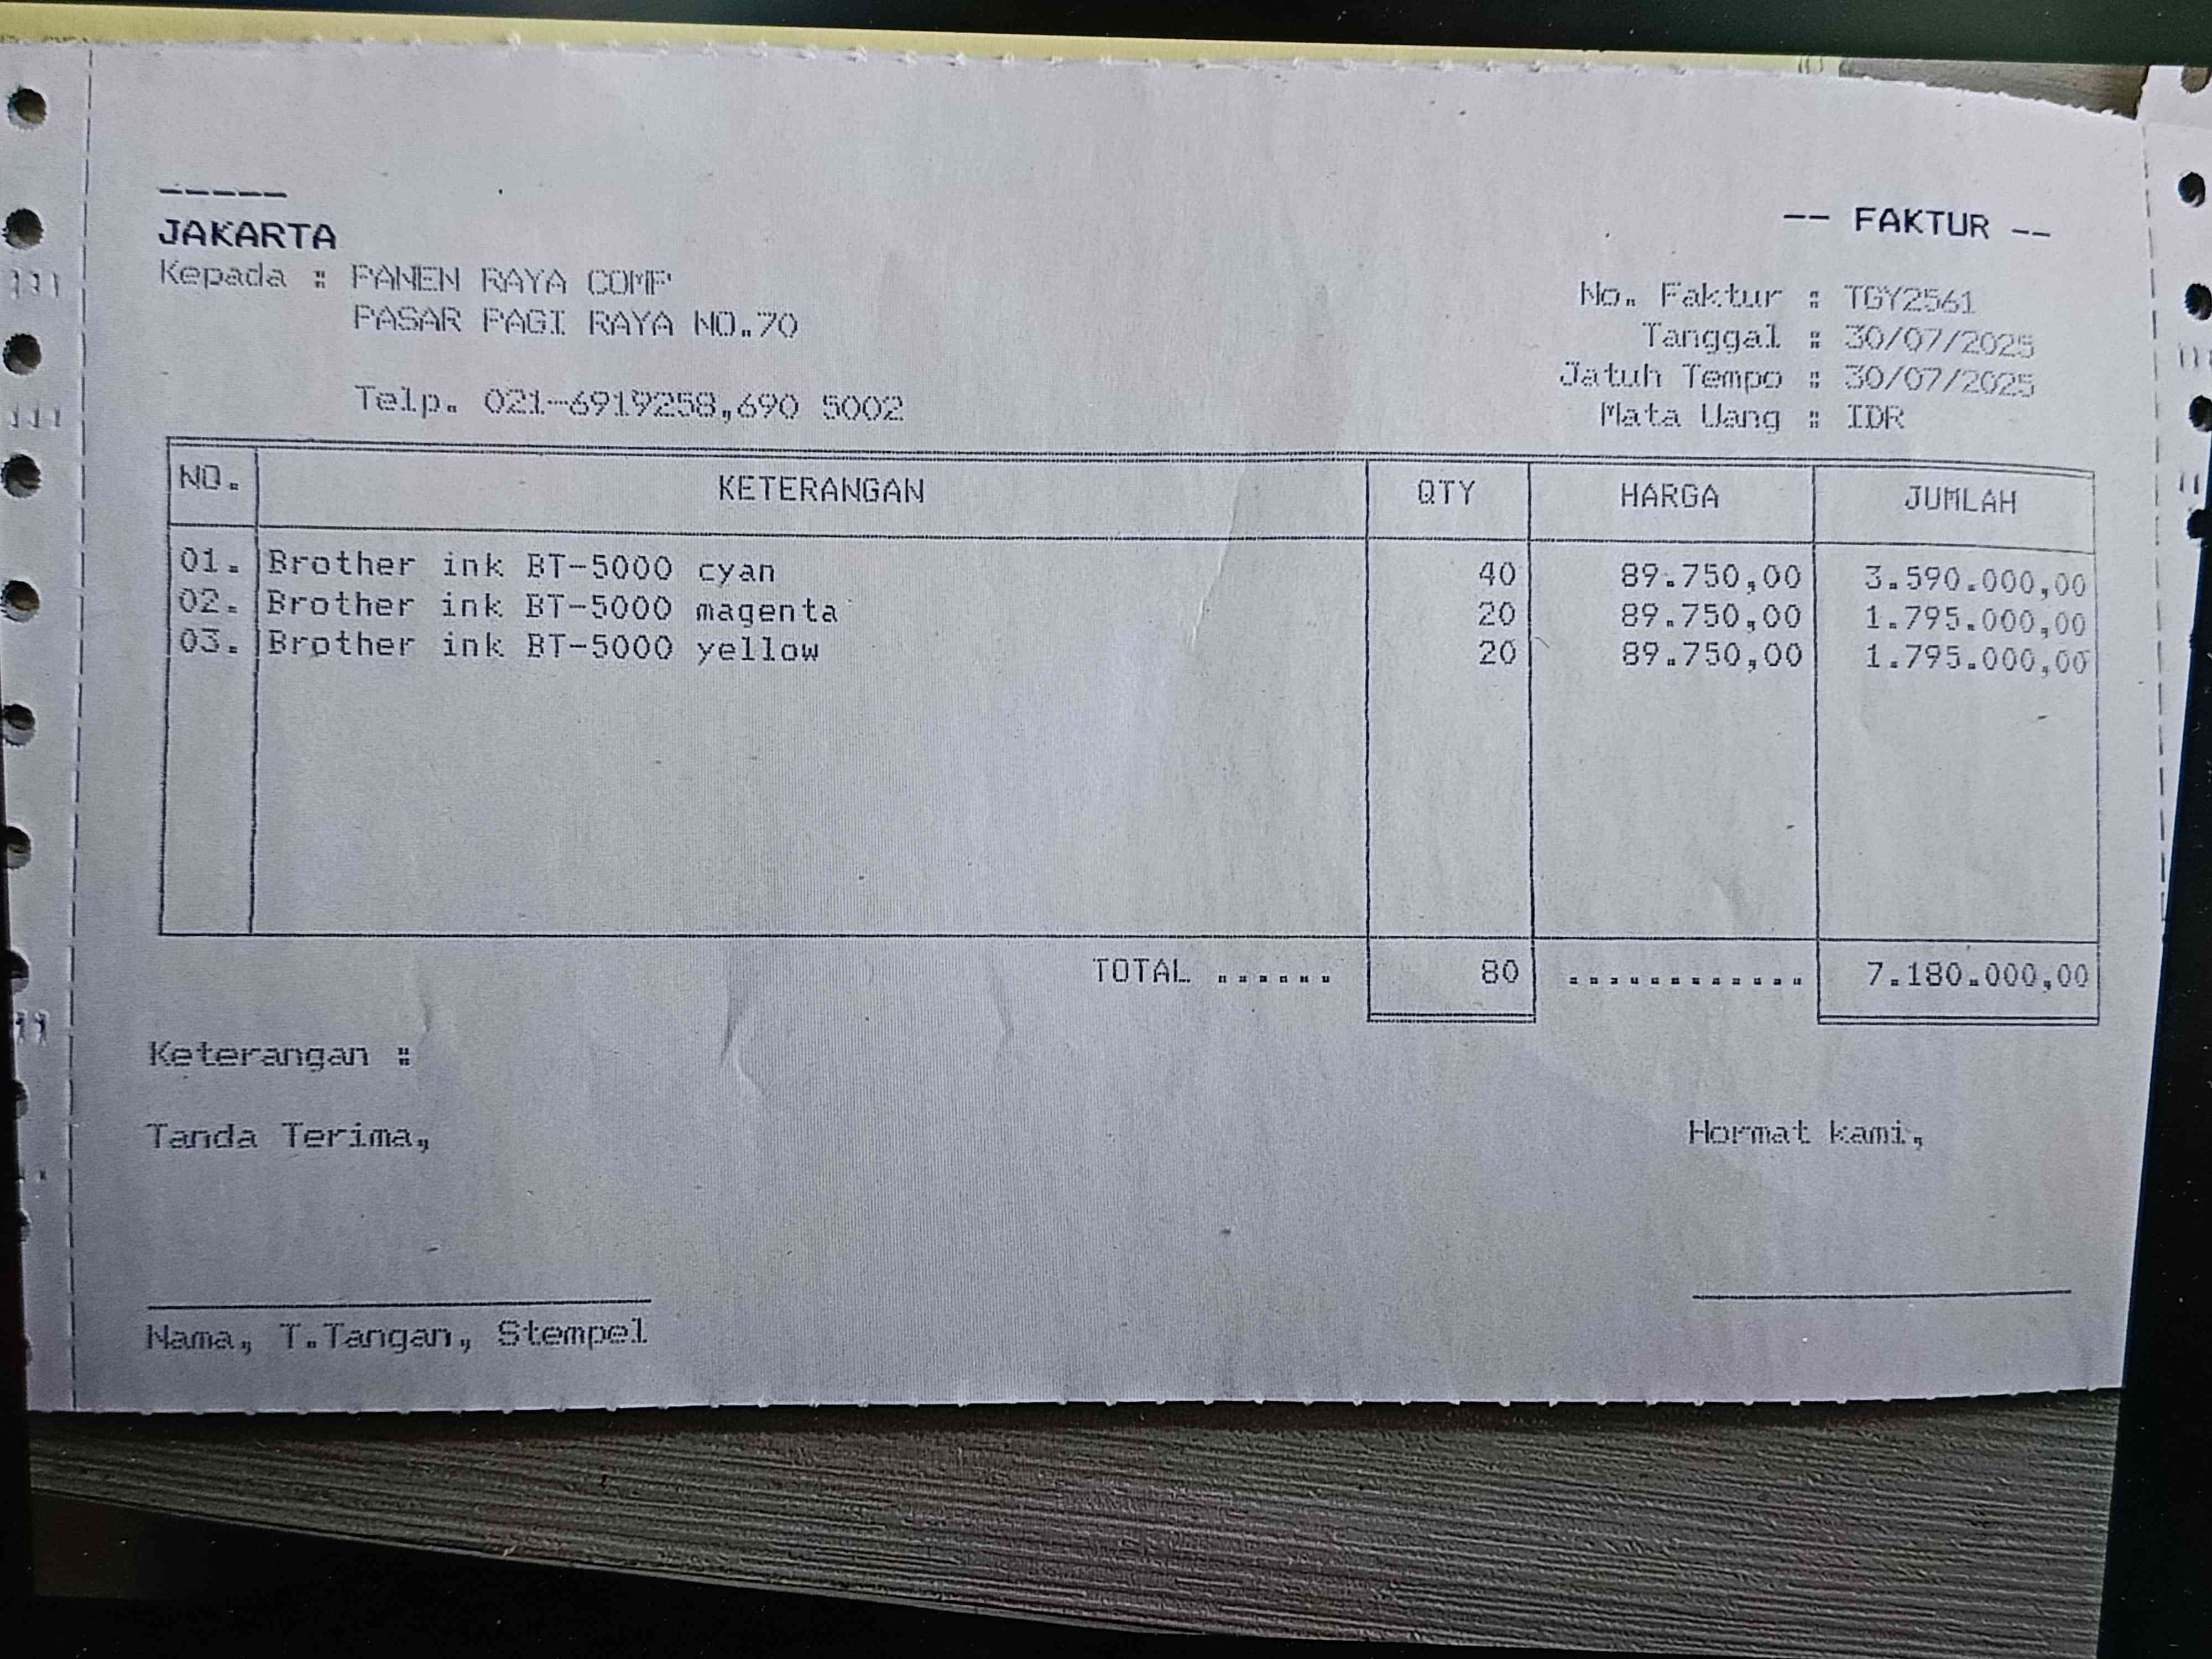 -----
JAKARTA
-- FAKTUR --
Kepada : PANEN RAYA COMP
PASAR PAGI RAYA NO.70
Telp. 021-6919258,690 5002
No. Faktur : TGY2561
Tanggal : 30/07/2025
Jatuh Tempo : 30/07/2025
Mata Uang : IDR
NO. KETERANGAN QTY HARGA JUMLAH
01. Brother ink BT-5000 cyan 40 89.750,00 3.590.000,00
02. Brother ink BT-5000 magenta 20 89.750,00 1.795.000,00
03. Brother ink BT-5000 yellow 20 89.750,00 1.795.000,00
TOTAL ...... 80 ............ 7.180.000,00
Keterangan :
Tanda Terima,
Hormat kami,
Nama, T.Tangan, Stempel